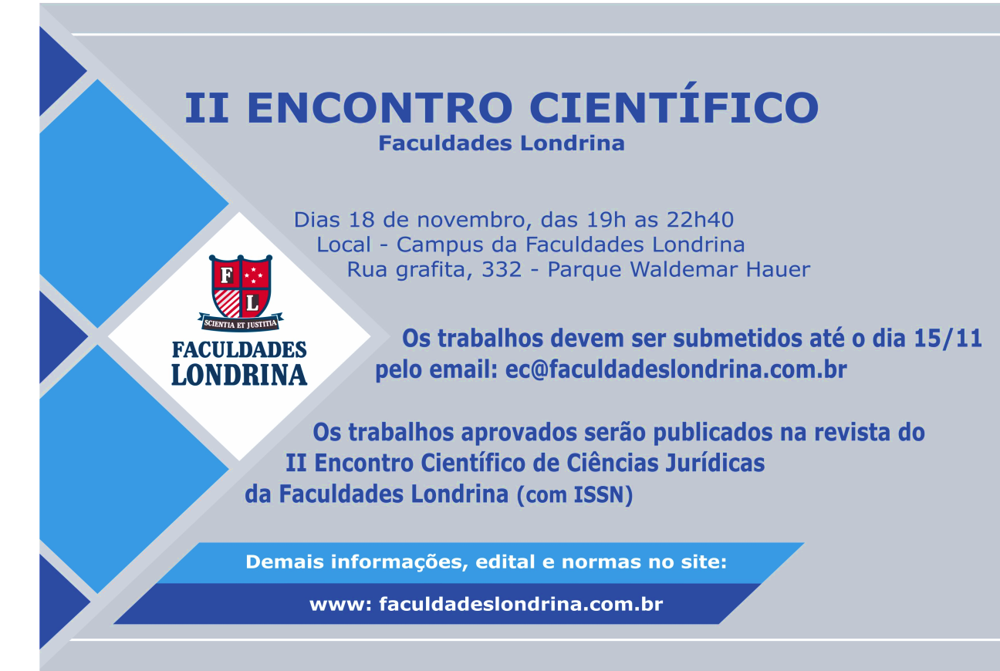 II ENCONTRO CIENTÍFICO
Faculdades Londrina
Dias 18 de novembro, das 19h as 22h40
Local - Campus da Faculdades Londrina
Rua grafita, 332 - Parque Waldemar Hauer
F
L
SCIENTIA ET JUSTITIA
FACULDADES
LONDRINA
Os trabalhos devem ser submetidos até o dia 15/11
pelo email: ec@faculdadeslondrina.com.br
Os trabalhos aprovados serão publicados na revista do
II Encontro Científico de Ciências Jurídicas
da Faculdades Londrina (com ISSN)
Demais informações, edital e normas no site:
www: faculdadeslondrina.com.br